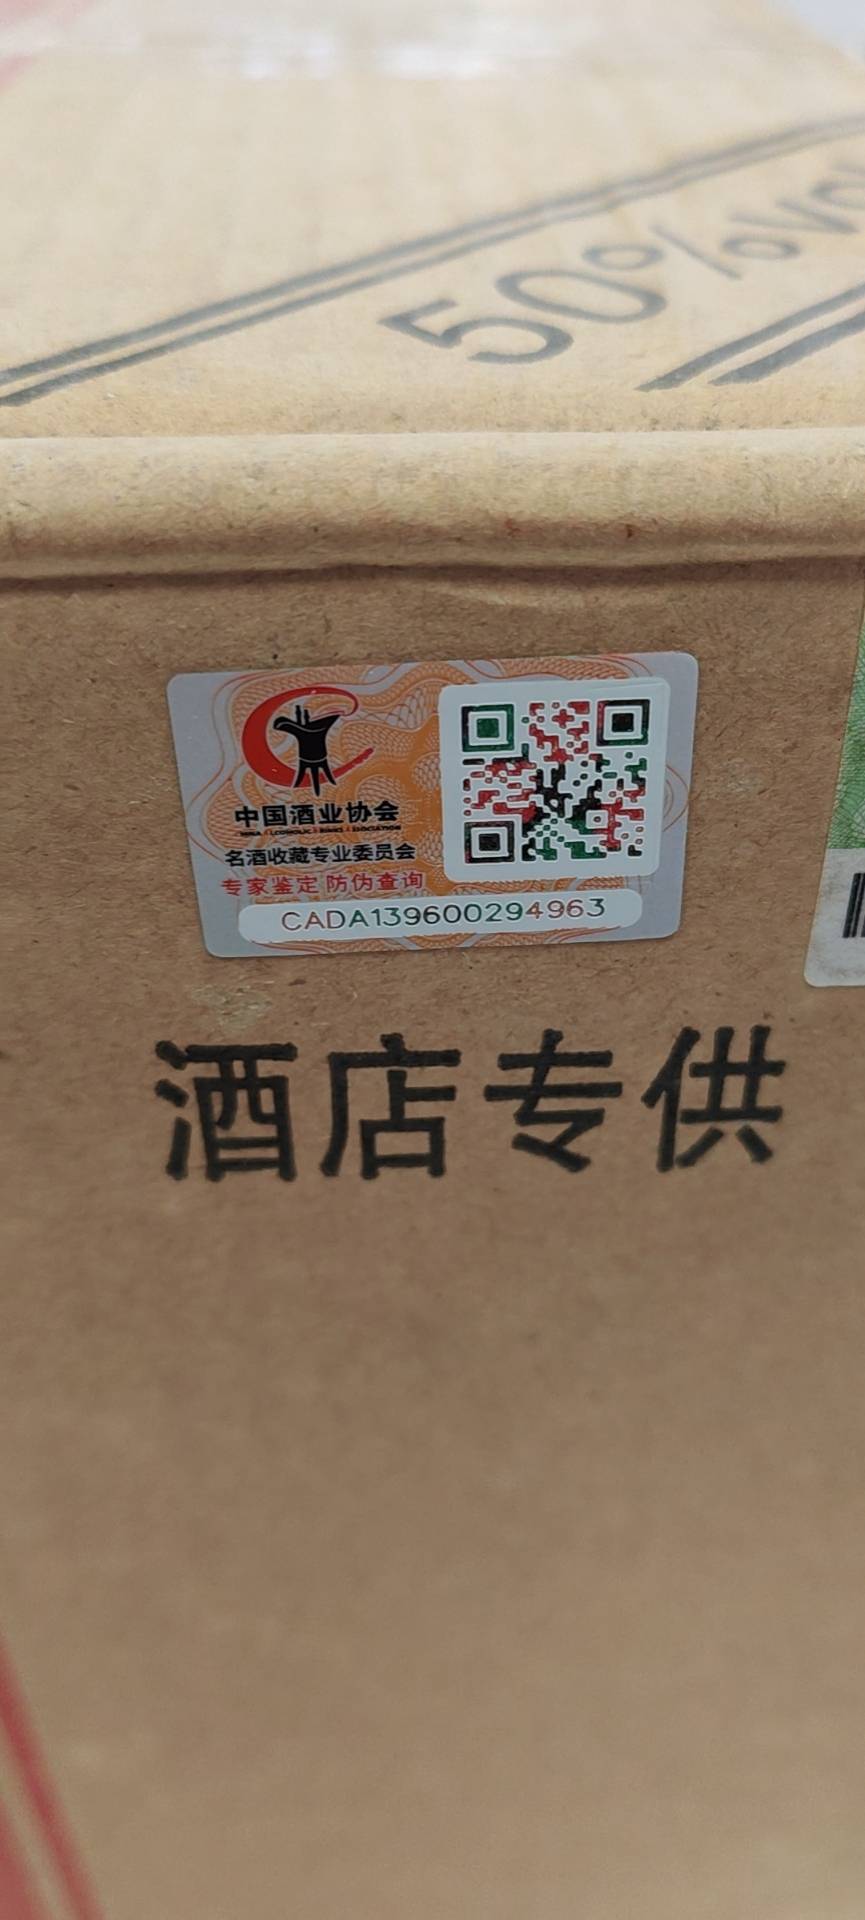 50%vol
中国酒业协会
名酒收藏专业委员会
专家鉴定 防伪查询
CADA139600294963
酒店专供